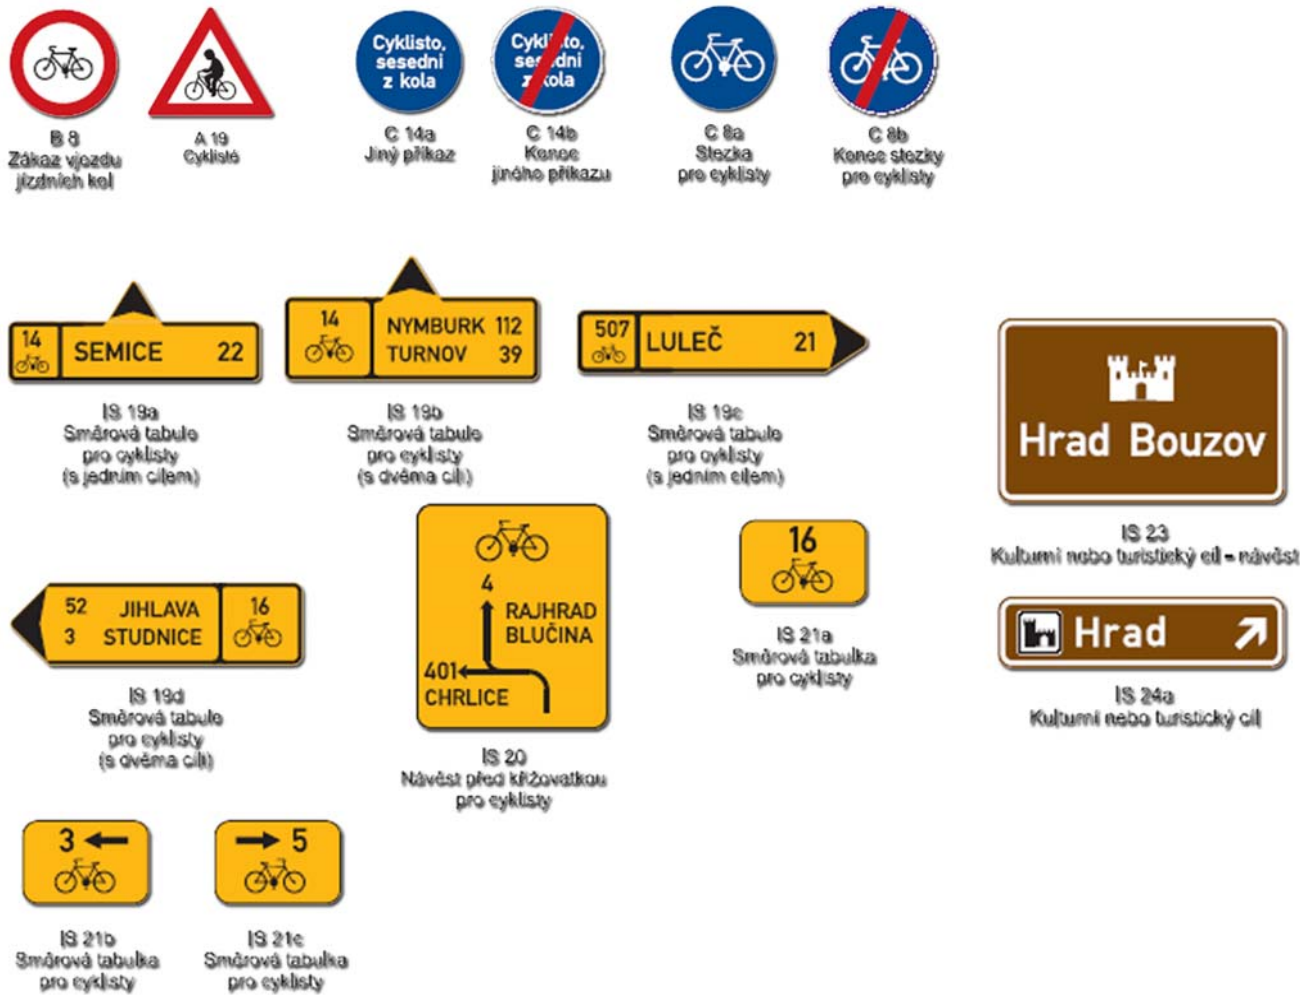 Cyklisto,
sesedni
z kola
Cyklisto,
sesedni
z kola
B 8
Zákaz vjezdu
jízdních kol
A 19
Cyklisté
C 14a
Jiný příkaz
C 14b
Konec
jiného příkazu
C 8a
Stezka
pro cyklisty
C 8b
Konec stezky
pro cyklisty
14
SEMICE 22
14
NYMBURK 112
TURNOV 39
507
LULEČ 21
Hrad Bouzov
IS 19a
Směrová tabule
pro cyklisty
(s jedním cílem)
IS 19b
Směrová tabule
pro cyklisty
(s dvěma cíli)
IS 19c
Směrová tabule
pro cyklisty
(s jedním cílem)
IS 23
Kulturní nebo turistický cíl - návěst
52 JIHLAVA 16
3 STUDNICE
4
RAJHRAD
BLUČINA
401
CHRLICE
16
Hrad
IS 19d
Směrová tabule
pro cyklisty
(s dvěma cíli)
IS 20
Návěst před křižovatkou
pro cyklisty
IS 21a
Směrová tabulka
pro cyklisty
IS 24a
Kulturní nebo turistický cíl
3
5
IS 21b
Směrová tabulka
pro cyklisty
IS 21c
Směrová tabulka
pro cyklisty